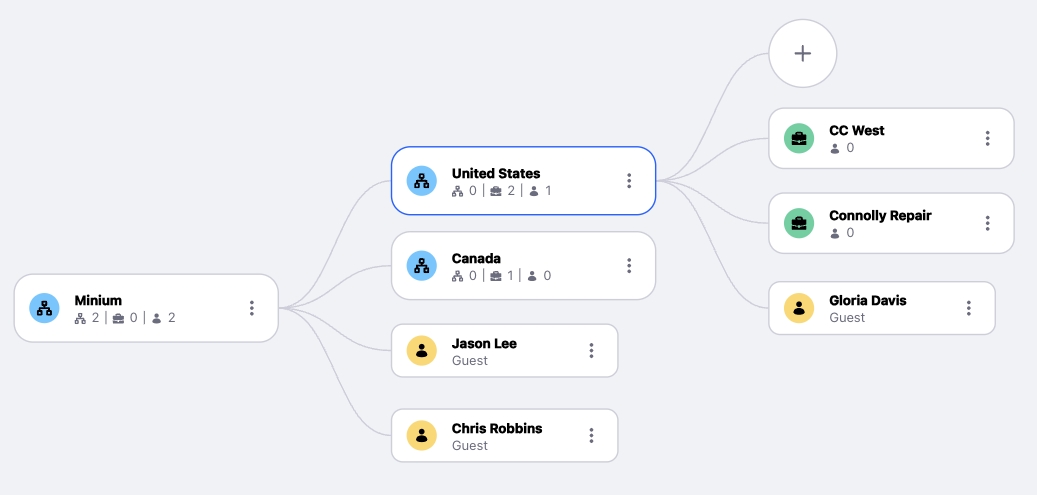 Minium
2 | 0 | 2
United States
0 | 2 | 1
Canada
0 | 1 | 0
Jason Lee
Guest
Chris Robbins
Guest
CC West
0
Connolly Repair
0
Gloria Davis
Guest